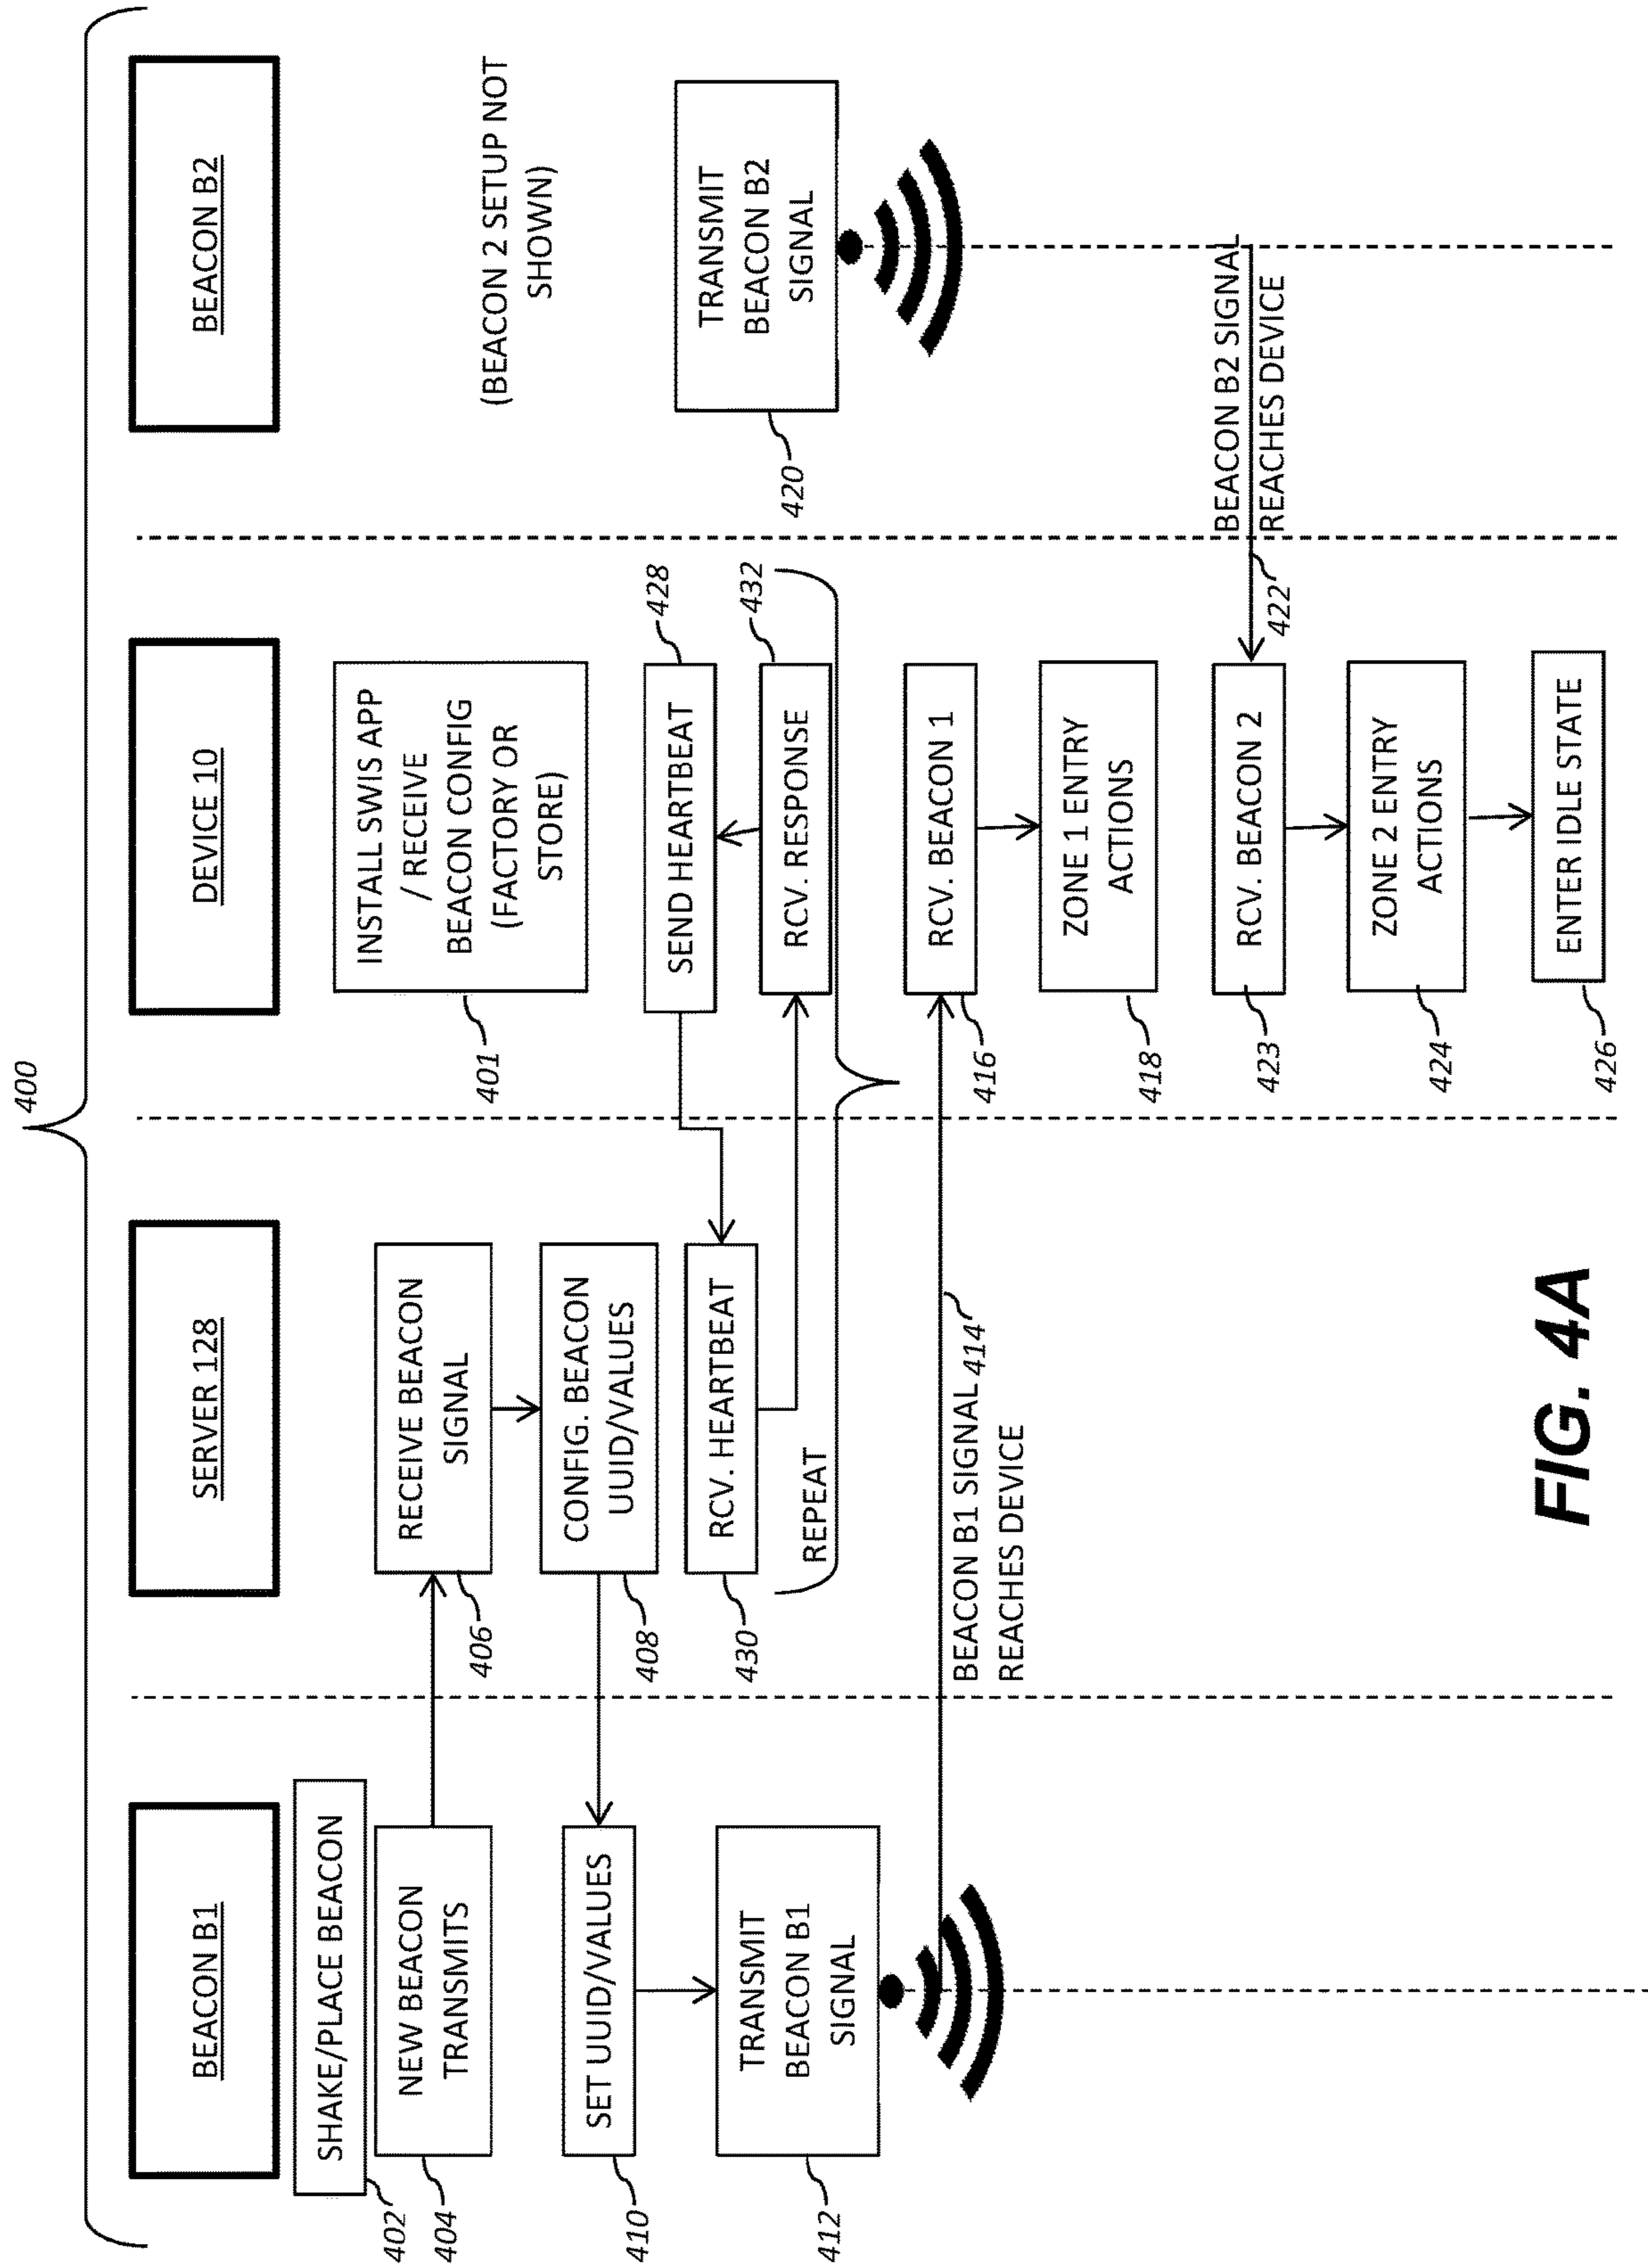 400
BEACON B1
SERVER 128
DEVICE 10
BEACON B2
SHAKE/PLACE BEACON
402
NEW BEACON
TRANSMITS
404
RECEIVE BEACON
SIGNAL
406
INSTALL SWIS APP
/ RECEIVE
BEACON CONFIG
(FACTORY OR
STORE)
401
(BEACON 2 SETUP NOT
SHOWN)
CONFIG. BEACON
UUID/VALUES
408
SET UUID/VALUES
410
SEND HEARTBEAT
428
RCV. HEARTBEAT
430
RCV. RESPONSE
432
REPEAT
TRANSMIT
BEACON B1
SIGNAL
412
TRANSMIT
BEACON B2
SIGNAL
420
BEACON B1 SIGNAL
REACHES DEVICE
414
RCV. BEACON 1
416
ZONE 1 ENTRY
ACTIONS
418
BEACON B2 SIGNAL
REACHES DEVICE
422
RCV. BEACON 2
423
ZONE 2 ENTRY
ACTIONS
424
ENTER IDLE STATE
426
FIG. 4A